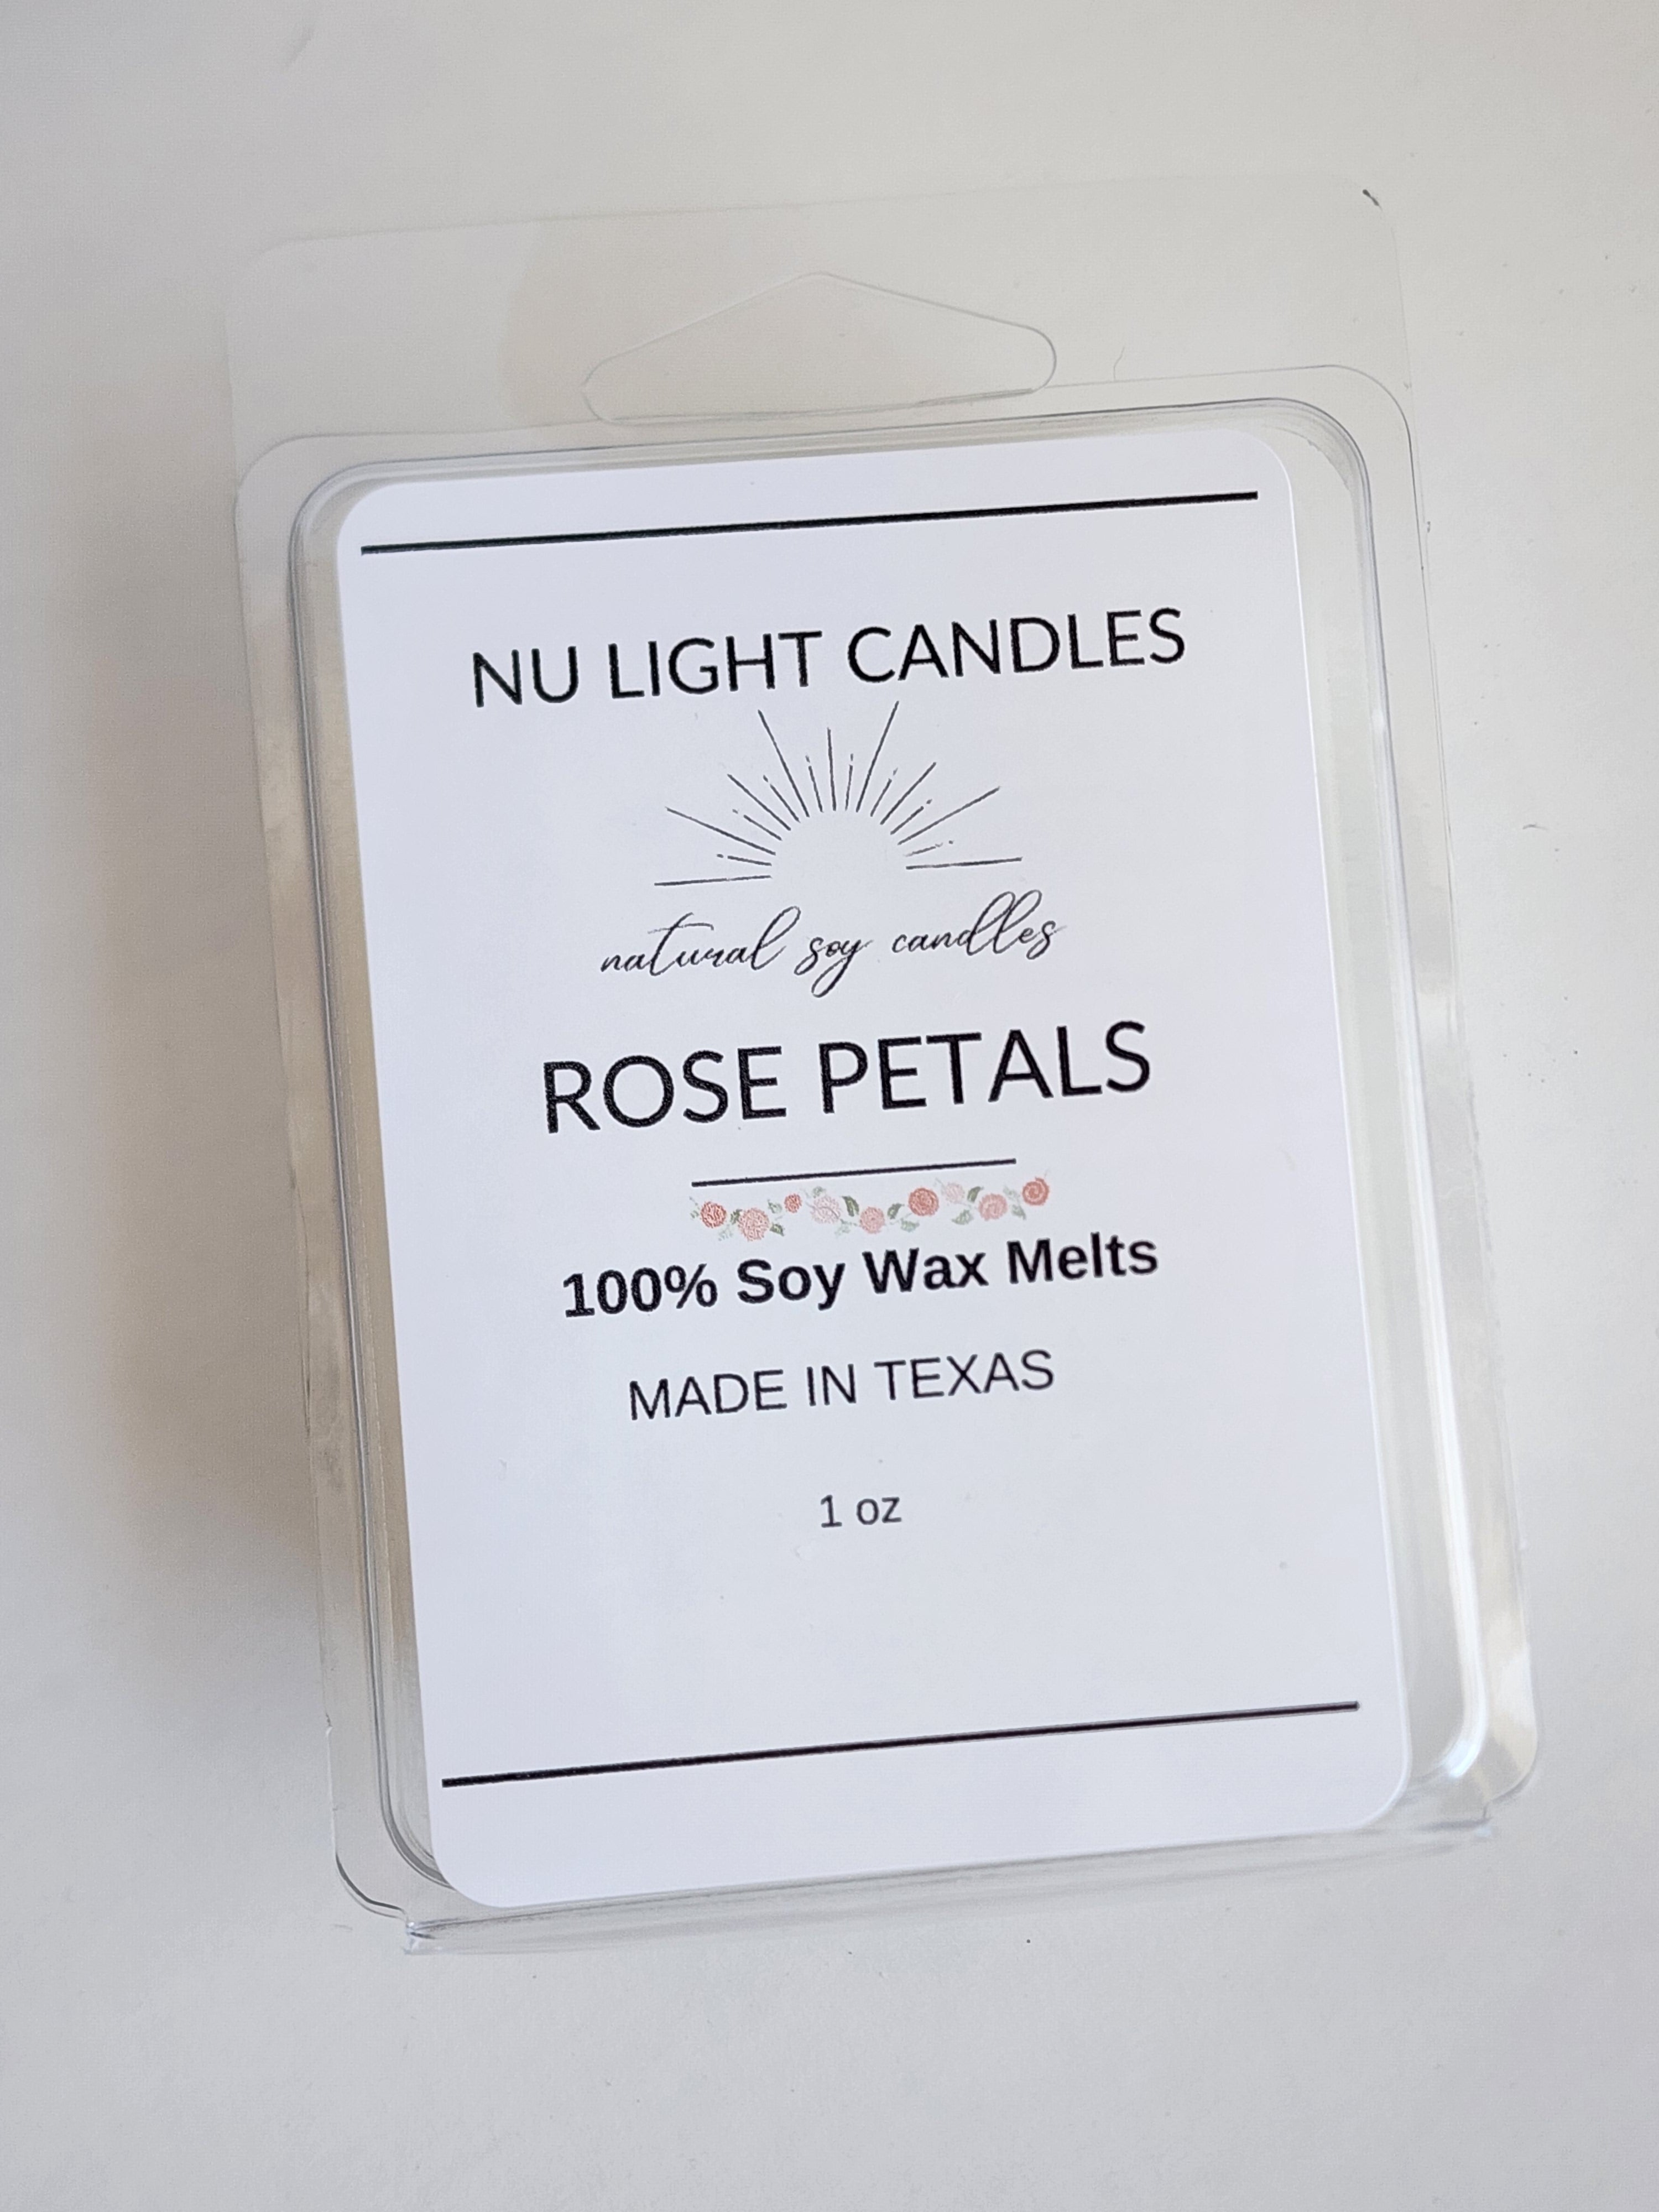 NU LIGHT CANDLES
natural soy candles
ROSE PETALS
100% Soy Wax Melts
MADE IN TEXAS
1 oz